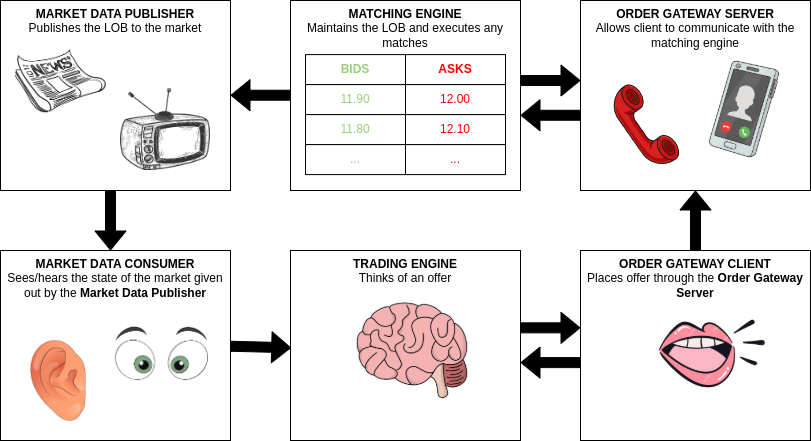 MARKET DATA PUBLISHER
Publishes the LOB to the market
NEWS
MATCHING ENGINE
Maintains the LOB and executes any
matches
BIDS ASKS
11.90 12.00
11.80 12.10
... ...
ORDER GATEWAY SERVER
Allows client to communicate with the
matching engine
MARKET DATA CONSUMER
Sees/hears the state of the market given
out by the Market Data Publisher
TRADING ENGINE
Thinks of an offer
ORDER GATEWAY CLIENT
Places offer through the Order Gateway
Server